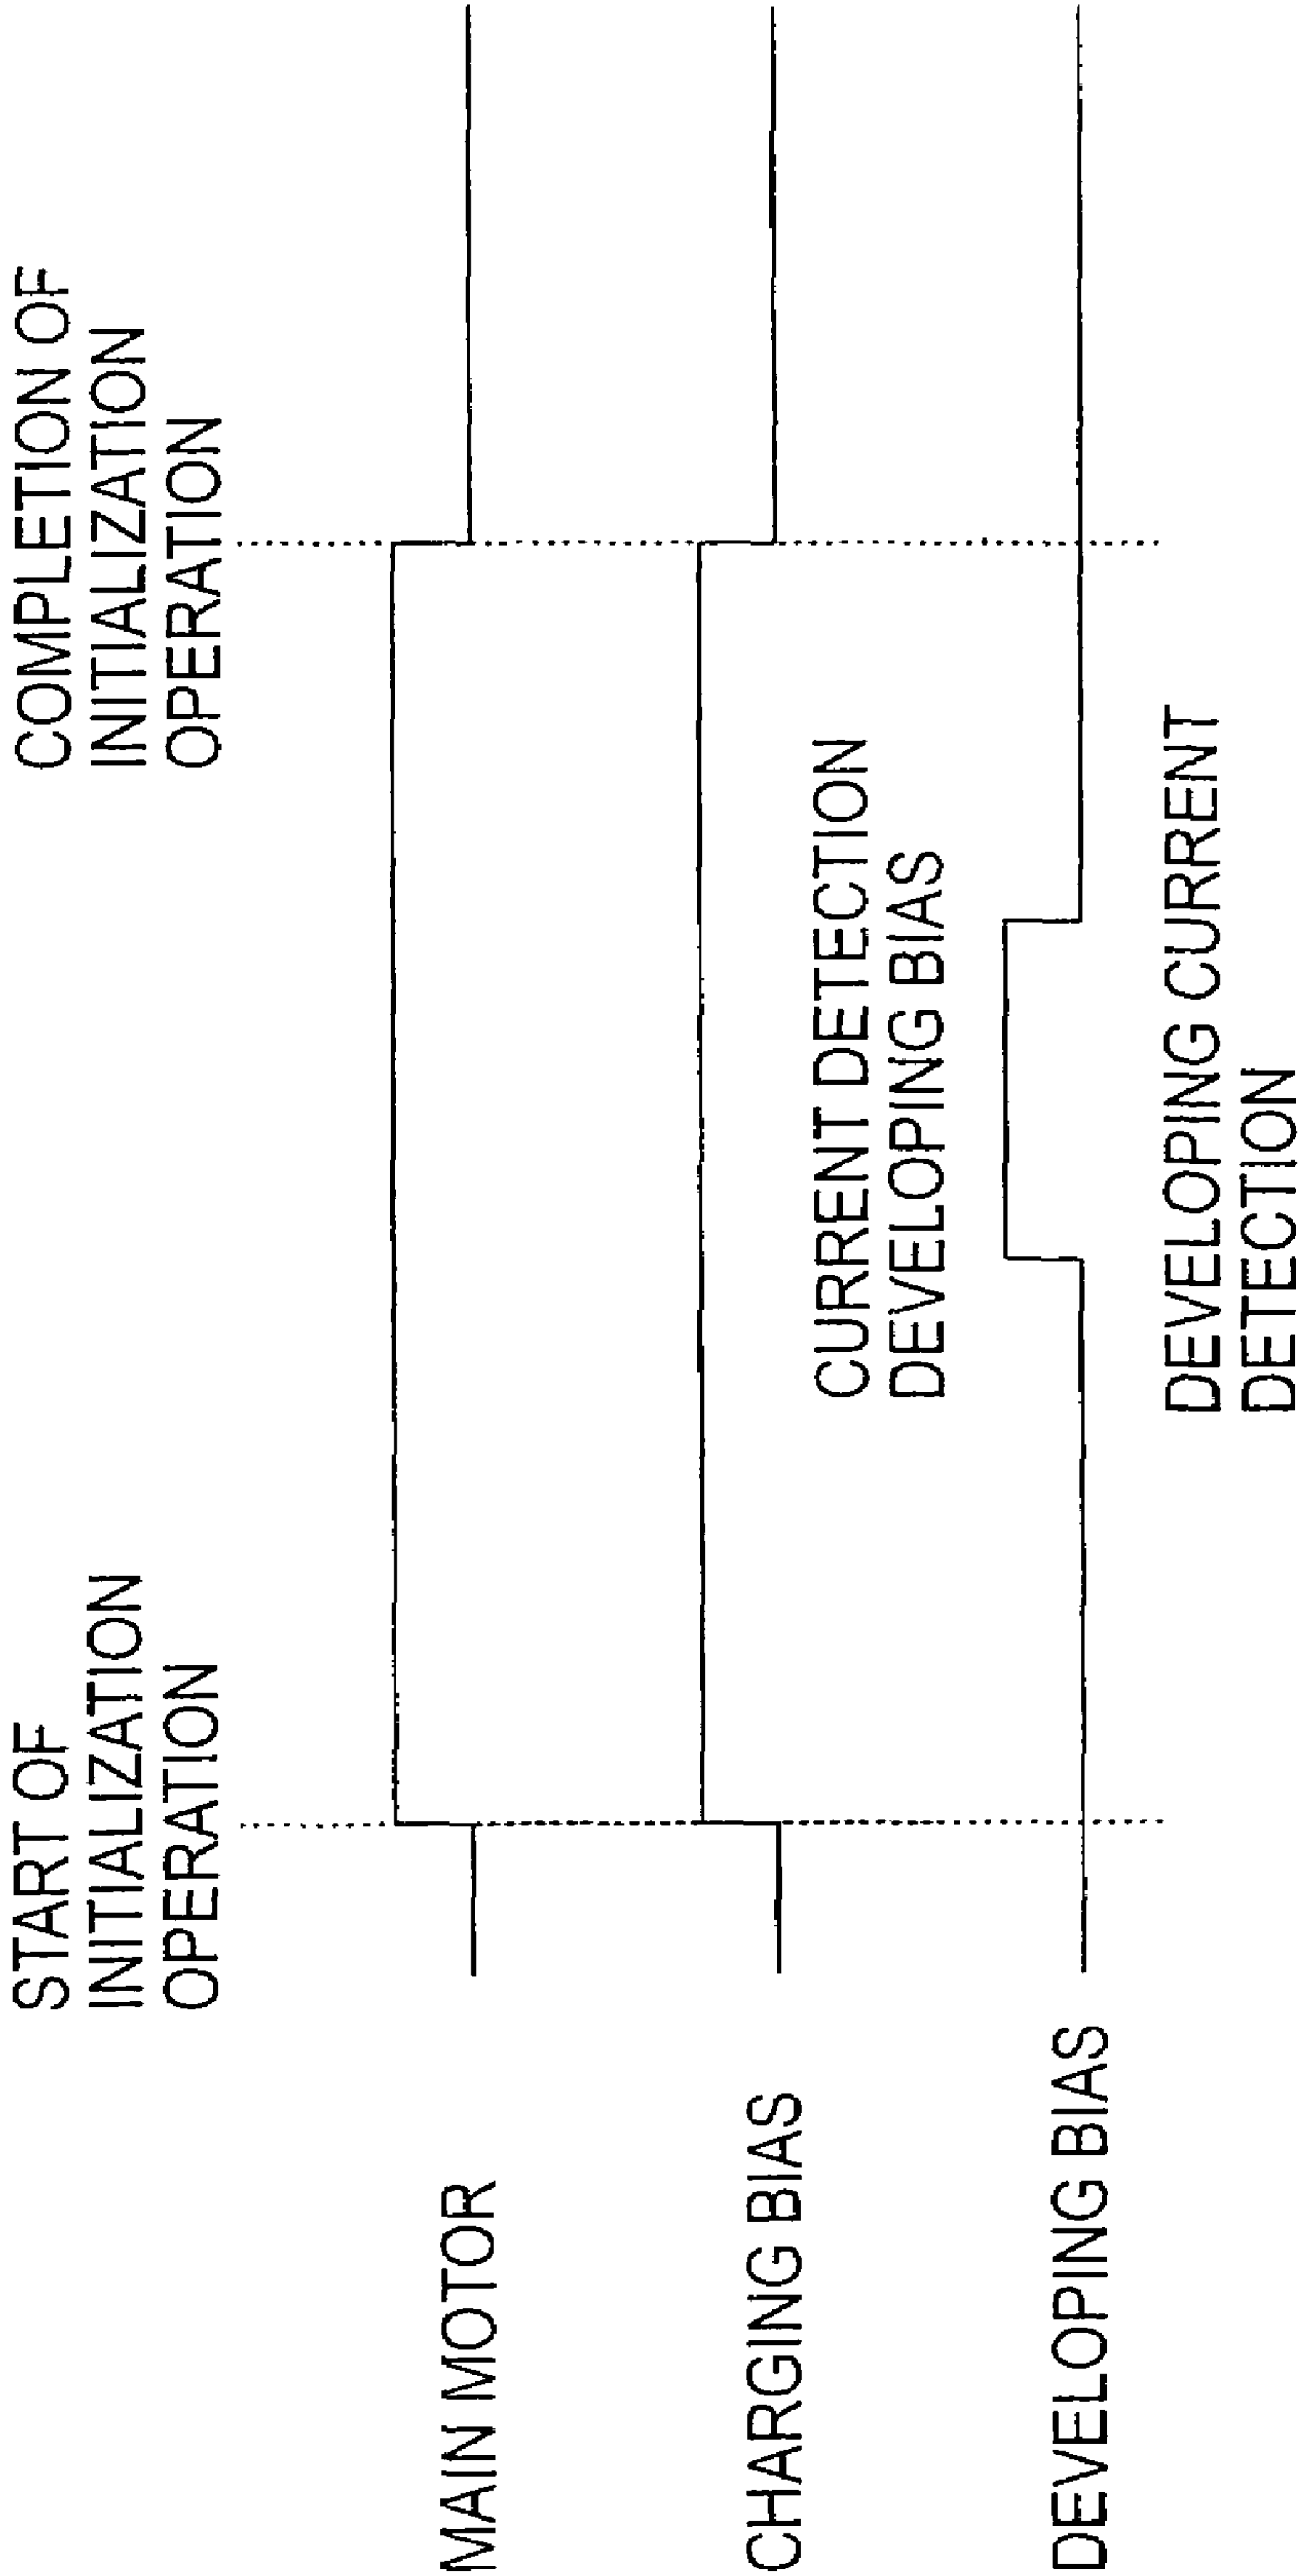 START OF
INITIALIZATION
OPERATION
COMPLETION OF
INITIALIZATION
OPERATION
MAIN MOTOR
CHARGING BIAS
CURRENT DETECTION
DEVELOPING BIAS
DEVELOPING BIAS
DEVELOPING CURRENT
DETECTION